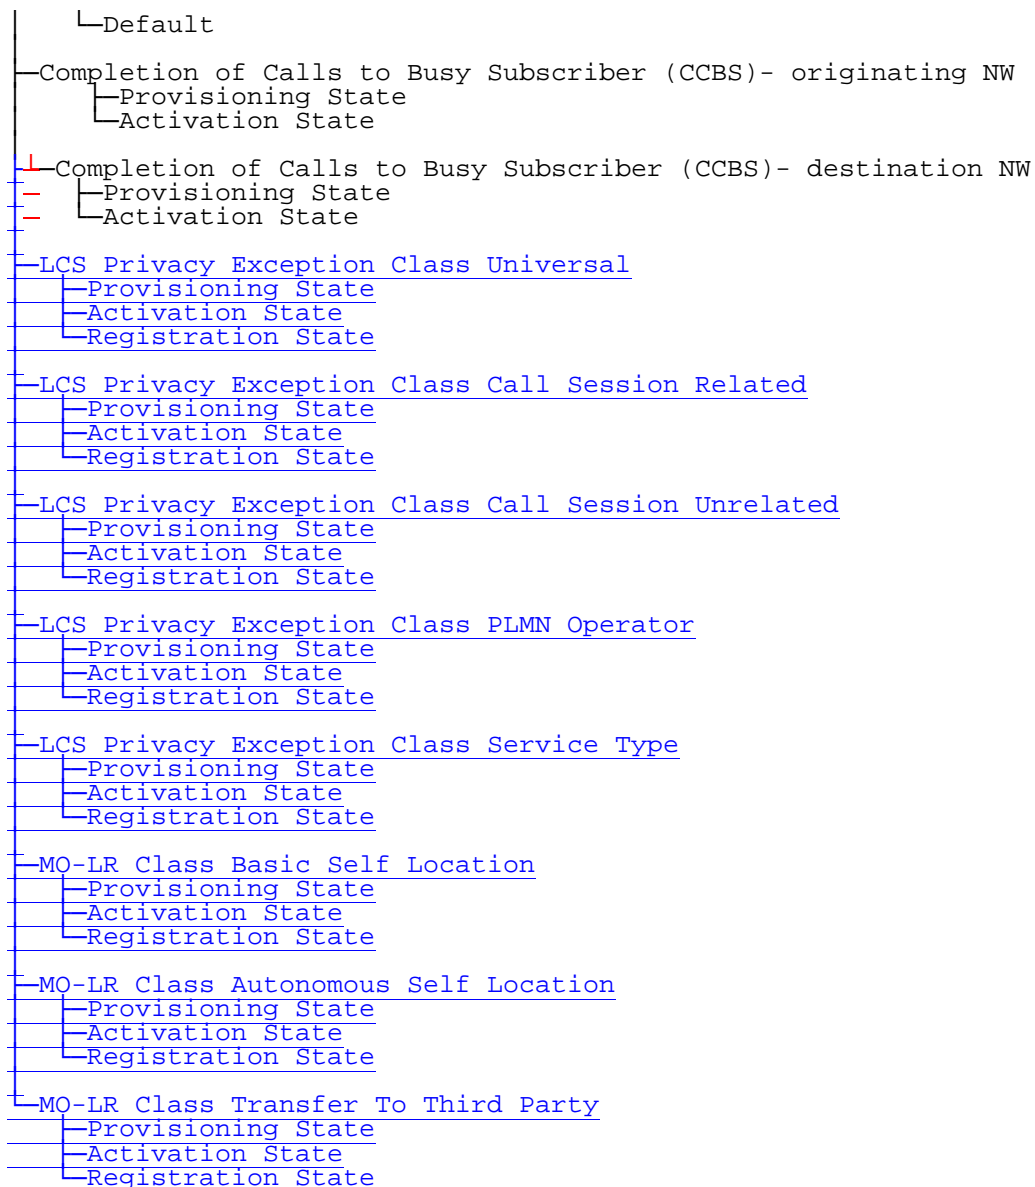 Default
Completion of Calls to Busy Subscriber (CCBS)- originating NW
Provisioning State
Activation State
Completion of Calls to Busy Subscriber (CCBS)- destination NW
Provisioning State
Activation State
LCS Privacy Exception Class Universal
Provisioning State
Activation State
Registration State
LCS Privacy Exception Class Call Session Related
Provisioning State
Activation State
Registration State
LCS Privacy Exception Class Call Session Unrelated
Provisioning State
Activation State
Registration State
LCS Privacy Exception Class PLMN Operator
Provisioning State
Activation State
Registration State
LCS Privacy Exception Class Service Type
Provisioning State
Activation State
Registration State
MO-LR Class Basic Self Location
Provisioning State
Activation State
Registration State
MO-LR Class Autonomous Self Location
Provisioning State
Activation State
Registration State
MO-LR Class Transfer To Third Party
Provisioning State
Activation State
Registration State